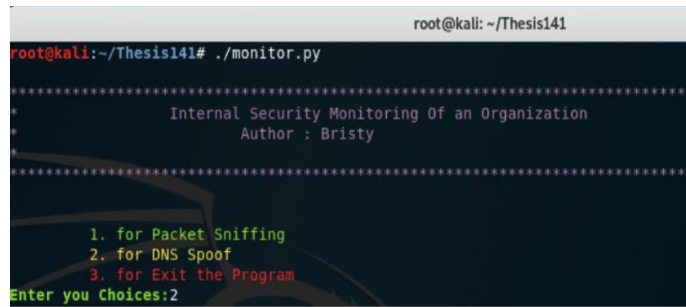 root@kali: ~/Thesis141
root@kali:~/Thesis141# ./monitor.py
*****************************************************************************
* Internal Security Monitoring Of an Organization
* Author : Bristy
*
*****************************************************************************
1. for Packet Sniffing
2. for DNS Spoof
3. for Exit the Program
Enter you Choices:2